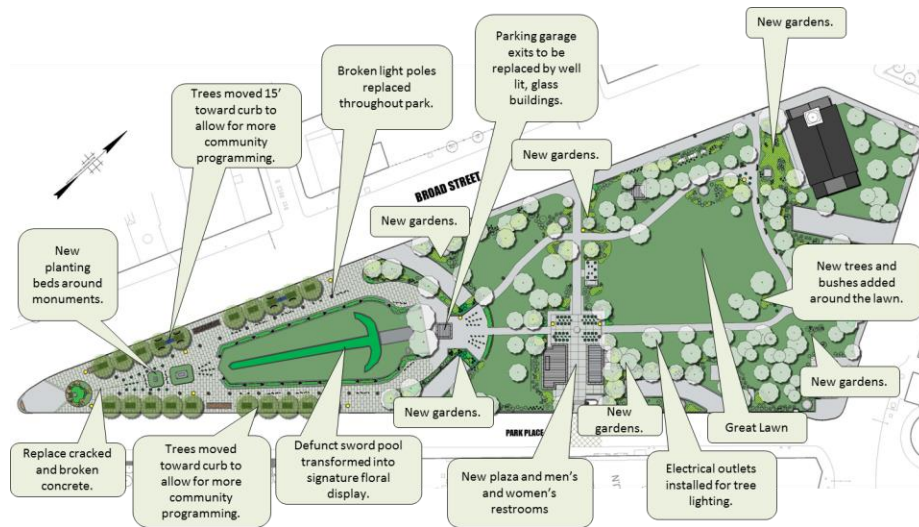 New gardens.
Parking garage
exits to be
replaced by well
lit, glass
buildings.
Broken light poles
replaced
throughout park.
Trees moved 15’
toward curb to
allow for more
community
programming.
New gardens.
BROAD STREET
New gardens.
New
planting
beds around
monuments.
New trees and
bushes added
around the lawn.
New gardens.
New gardens.
New
gardens.
Great Lawn
PARK PLACE
Replace cracked
and broken
concrete.
Trees moved
toward curb to
allow for more
community
programming.
Defunct sword pool
transformed into
signature floral
display.
New plaza and men’s
and women’s
restrooms
Electrical outlets
installed for tree
lighting.